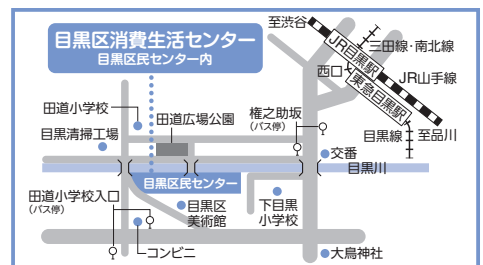 目黒区消費生活センター
目黒区民センター内
至渋谷
三田線・南北線
JR目黒駅
西口
JR山手線
東急目黒駅
田道小学校
田道広場公園
権之助坂
(バス停)
目黒清掃工場
目黒線
至品川
交番
目黒川
目黒区民センター
田道小学校入口
(バス停)
目黒区
美術館
下目黒
小学校
コンビニ
大鳥神社